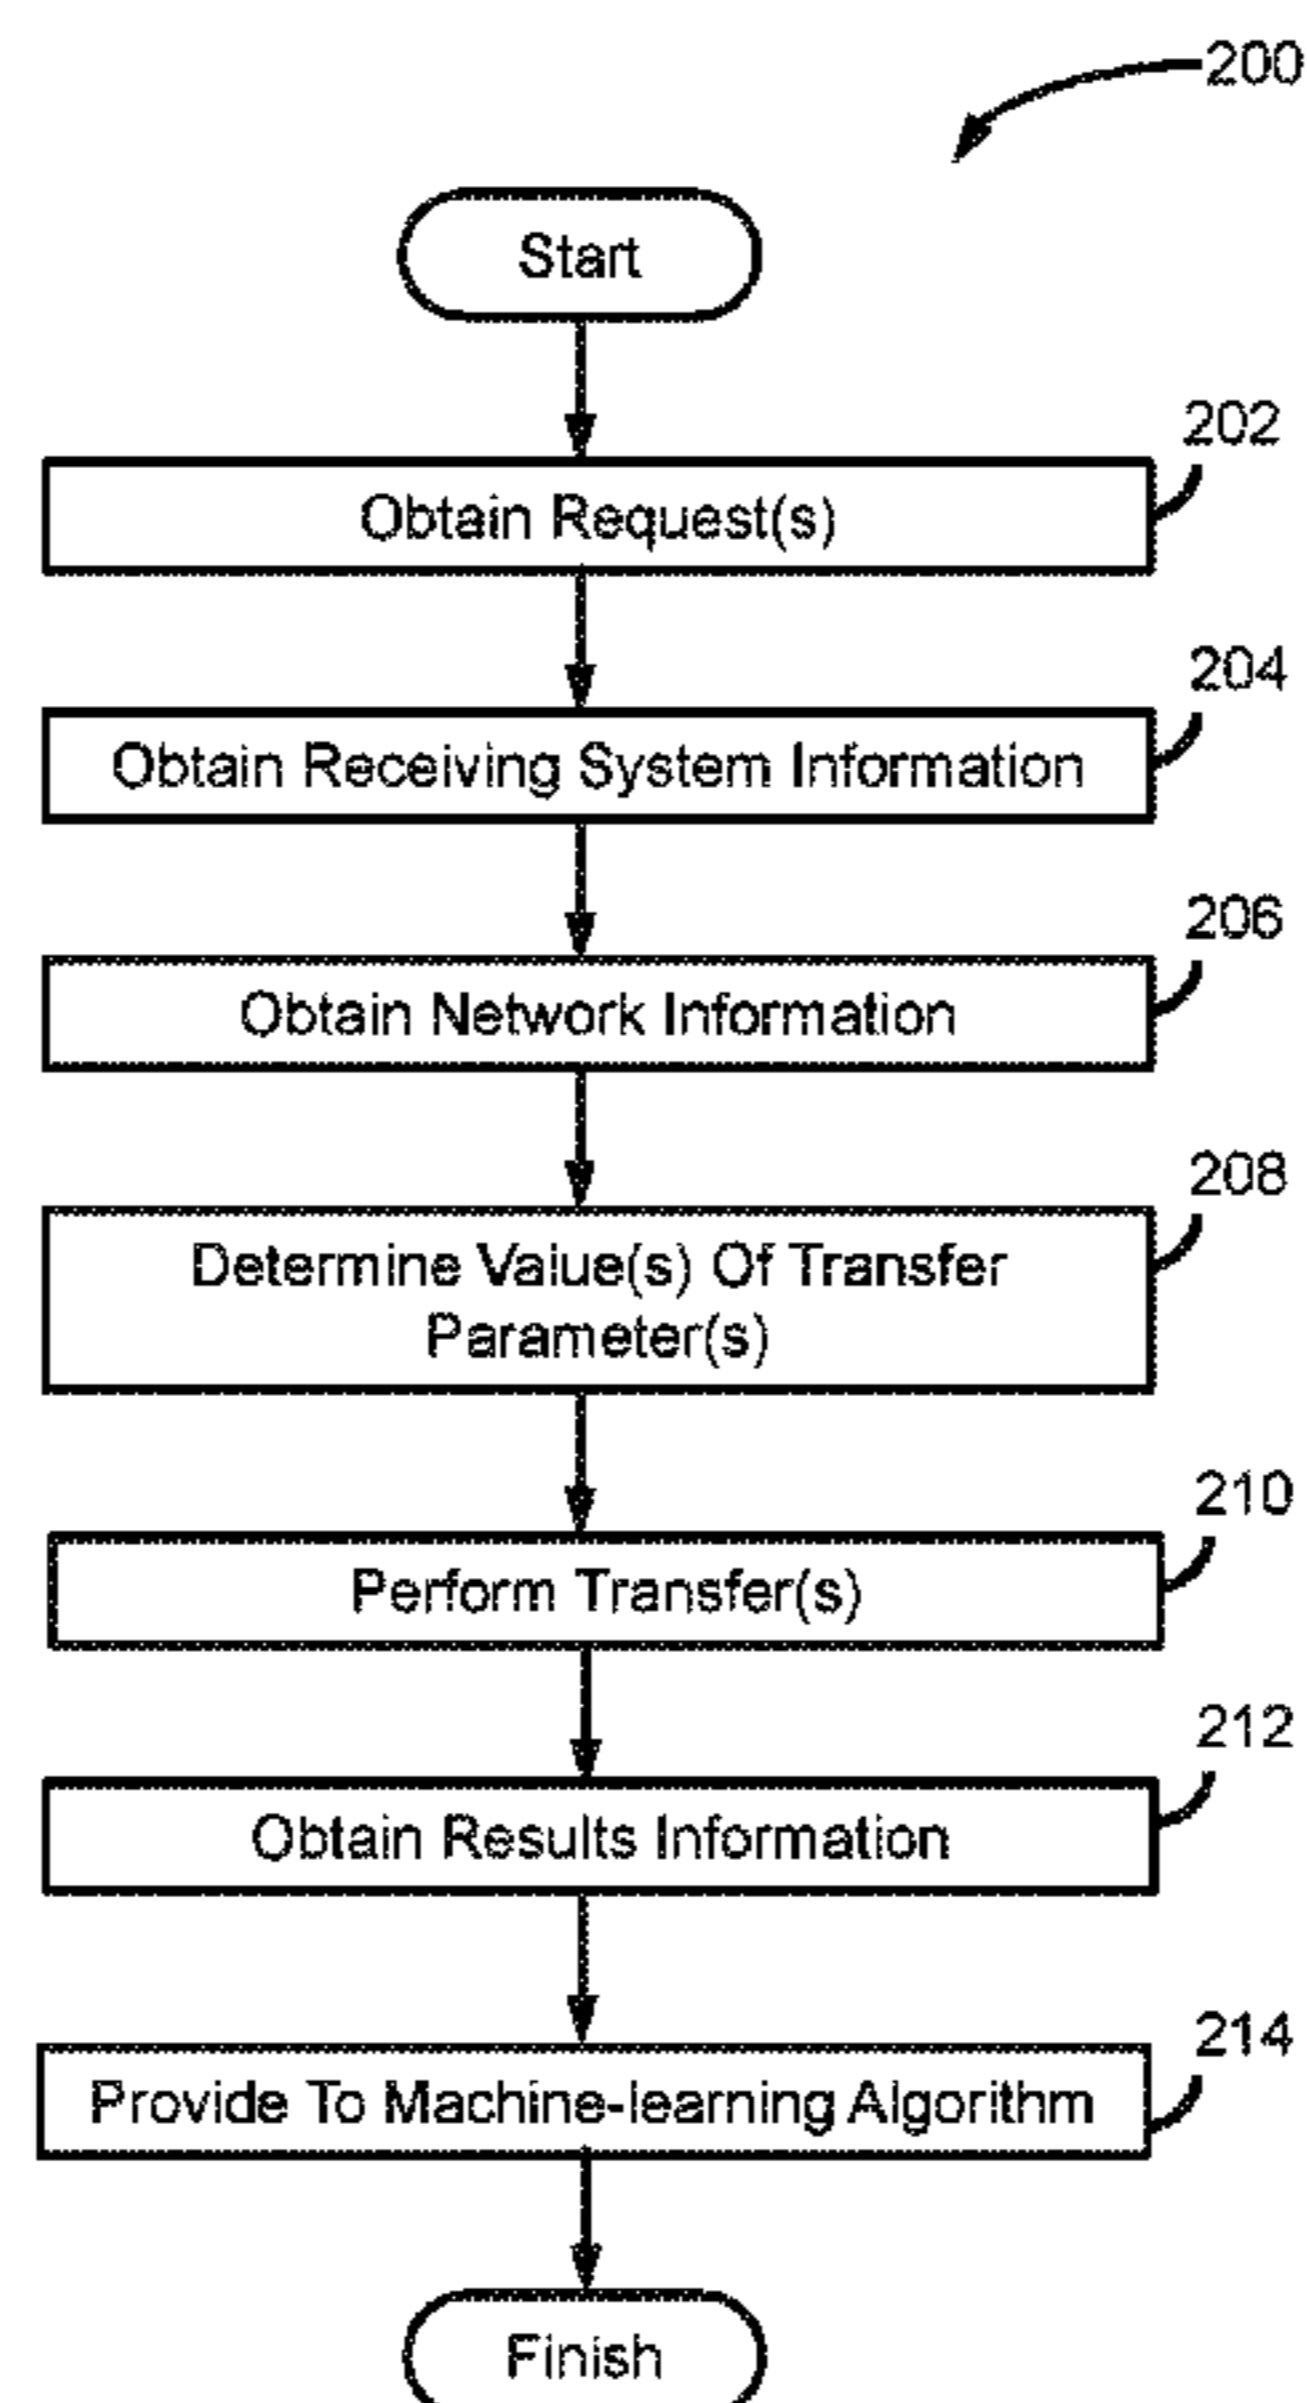 200
Start
202
Obtain Request(s)
204
Obtain Receiving System Information
206
Obtain Network Information
208
Determine Value(s) Of Transfer
Parameter(s)
210
Perform Transfer(s)
212
Obtain Results Information
214
Provide To Machine-learning Algorithm
Finish